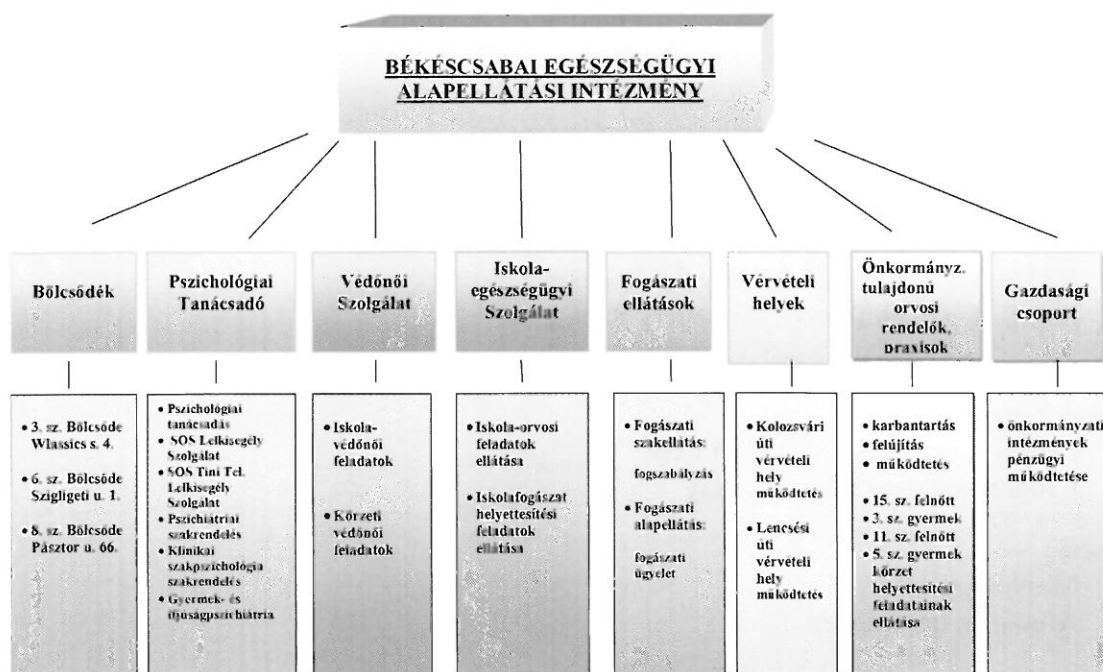 BÉKÉSCSABAI EGÉSZSÉGÜGYI
ALAPELLÁTÁSI INTÉZMÉNY
Bölcsődék
Pszichológiai
Tanácsadó
Védőnői
Szolgálat
Iskola-
egészségügyi
Szolgálat
Fogászati
ellátások
Vérvételi
helyek
Önkormányz.
tulajdonú
orvosi
rendelők,
praxisok
Gazdasági
csoport
• 3. sz. Bölcsőde
Wlassics s. 4.
• 6. sz. Bölcsőde
Szigligeti u. 1.
• 8. sz. Bölcsőde
Pásztor u. 66.
• Pszichológiai
tanácsadás
• SOS Lelkisegély
Szolgálat
• SOS Tini Tel.
Lelkisegély
Szolgálat
• Pszichiátriai
szakrendelés
• Klinikai
szakpszichológia
szakrendelés
• Gyermek- és
ifjúságpszichiátria
• Iskola-
védőnői
feladatok
• Körzeti
védőnői
feladatok
• Iskola-orvosi
feladatok
ellátása
• Iskolafogászat
helyettesítési
feladatok
ellátása
• Fogászati
szakellátás:
fogszabályzás
• Fogászati
alapellátás:
fogászati
ügyelet
• Kolozsvári
úti
vérvételi
hely
működtetés
• Lencsési
úti
vérvételi
hely
működtetés
• karbantartás
• felújítás
• működtetés
• 15. sz. felnőtt
• 3. sz. gyermek
• 11. sz. felnőtt
• 5. sz. gyermek
körzet
helyettesítési
feladatainak
ellátása
• önkormányzati
intézmények
pénzügyi
működtetése